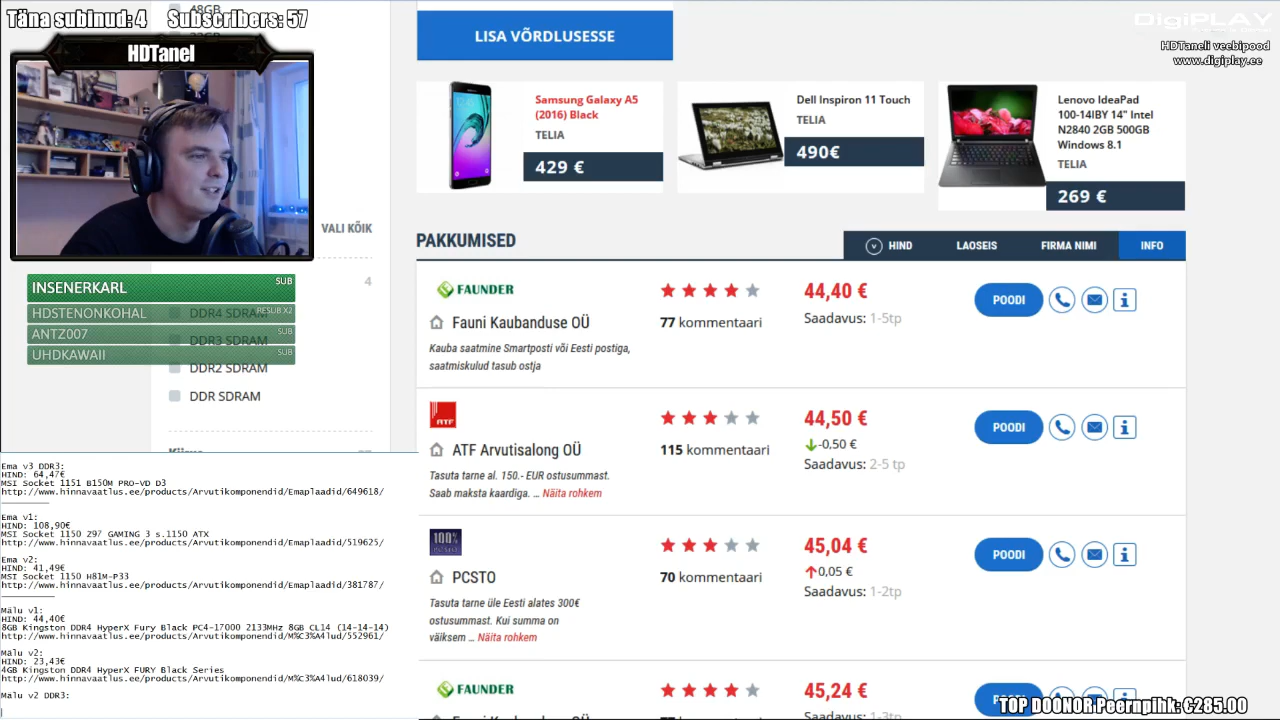 Täna subinud: 4 Subscribers: 57
HDTanel
INSENERKARL SUB
HDSTENONKOHAL RESUB X2
ANTZ007 SUB
UHDKAWAII SUB
48GB
VALI KÕIK
4
DDR4 SDRAM
DDR3 SDRAM
DDR2 SDRAM
DDR SDRAM
LISA VÕRDLUSESSE
DIGIPLAY
HDTaneli veebipood
www.digiplay.ee
Samsung Galaxy A5
(2016) Black
TELIA
429 €
Dell Inspiron 11 Touch
TELIA
490€
Lenovo IdeaPad
100-14IBY 14" Intel
N2840 2GB 500GB
Windows 8.1
TELIA
269 €
PAKKUMISED
HIND LAOSEIS FIRMA NIMI INFO
FAUNDER
Fauni Kaubanduse OÜ
Kauba saatmine Smartposti või Eesti postiga,
saatmiskulud tasub ostja
77 kommentaari
44,40 €
Saadavus: 1-5tp
POODI
ATF
ATF Arvutisalong OÜ
Tasuta tarne al. 150.- EUR ostusummast.
Saab maksta kaardiga. ... Näita rohkem
115 kommentaari
44,50 €
-0,50 €
Saadavus: 2-5 tp
POODI
100%
PCSTO
Tasuta tarne üle Eesti alates 300€
ostusummast. Kui summa on
väiksem ... Näita rohkem
70 kommentaari
45,04 €
0,05 €
Saadavus: 1-2tp
POODI
FAUNDER
45,24 €
TOP DOONOR Peernpihk: €285.00
Ema v3 DDR3:
HIND: 64,47€
MSI Socket 1151 B150M PRO-VD D3
http://www.hinnavaatlus.ee/products/Arvutikomponendid/Emaplaadid/649618/
Ema v1:
HIND: 108,90€
MSI Socket 1150 Z97 GAMING 3 s.1150 ATX
http://www.hinnavaatlus.ee/products/Arvutikomponendid/Emaplaadid/519625/
Ema v2:
HIND: 41,49€
MSI Socket 1150 H81M-P33
http://www.hinnavaatlus.ee/products/Arvutikomponendid/Emaplaadid/381787/
Mälu v1:
HIND: 44,40€
8GB Kingston DDR4 HyperX Fury Black PC4-17000 2133MHz 8GB CL14 (14-14-14)
http://www.hinnavaatlus.ee/products/Arvutikomponendid/M%C3%A4lud/552961/
Mälu v2:
HIND: 23,43€
4GB Kingston DDR4 HyperX FURY Black Series
http://www.hinnavaatlus.ee/products/Arvutikomponendid/M%C3%A4lud/618039/
Mälu v2 DDR3: